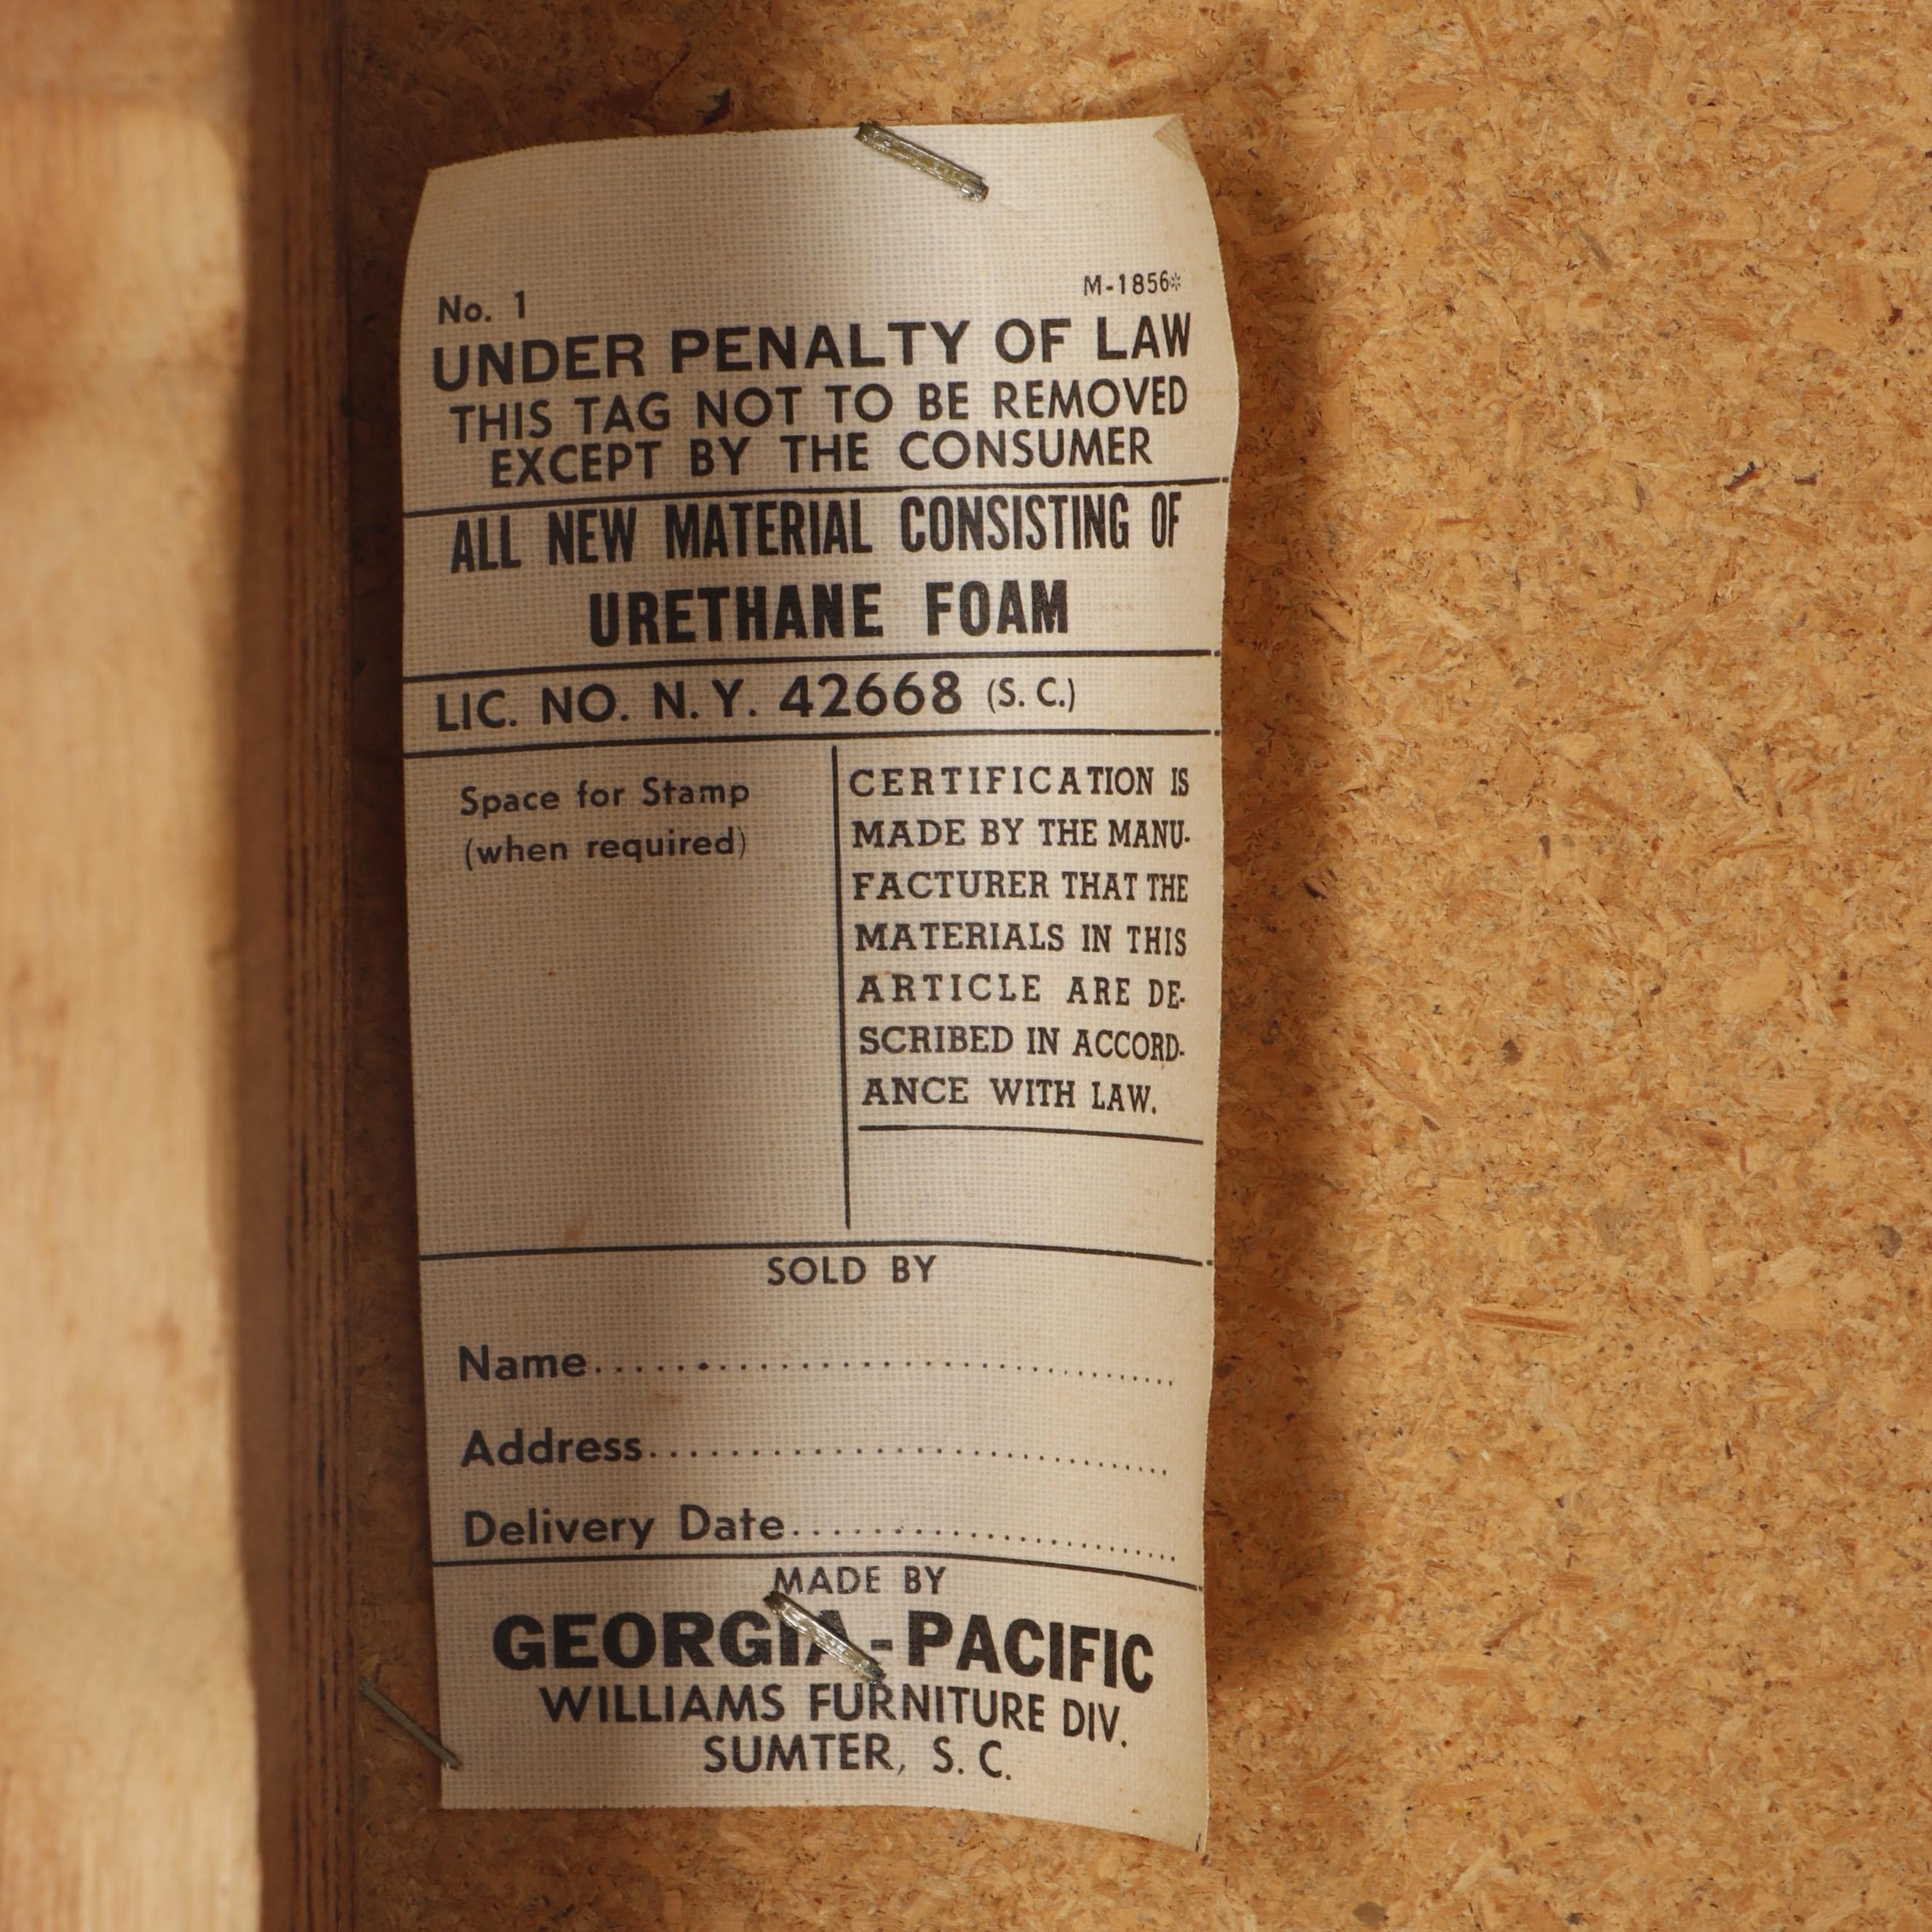 No. 1
M-1856*
UNDER PENALTY OF LAW
THIS TAG NOT TO BE REMOVED
EXCEPT BY THE CONSUMER
ALL NEW MATERIAL CONSISTING OF
URETHANE FOAM
LIC. NO. N. Y. 42668 (S. C.)
Space for Stamp
(when required)
CERTIFICATION IS
MADE BY THE MANU-
FACTURER THAT THE
MATERIALS IN THIS
ARTICLE ARE DE-
SCRIBED IN ACCORD-
ANCE WITH LAW.
SOLD BY
Name
Address
Delivery Date
MADE BY
GEORGIA-PACIFIC
WILLIAMS FURNITURE DIV.
SUMTER, S. C.